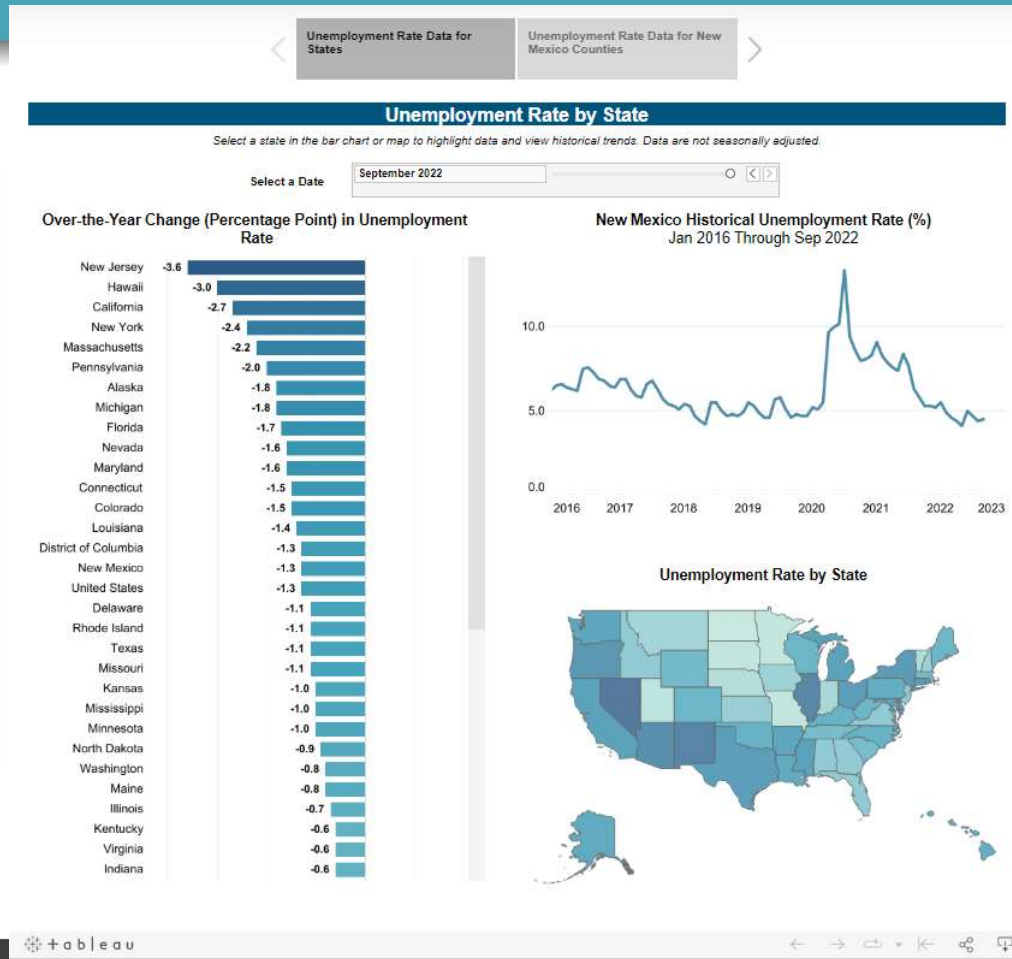 Unemployment Rate Data for
States
Unemployment Rate Data for New
Mexico Counties
Unemployment Rate by State
Select a state in the bar chart or map to highlight data and view historical trends. Data are not seasonally adjusted.
Select a Date
September 2022
Over-the-Year Change (Percentage Point) in Unemployment
Rate
New Jersey -3.6
Hawaii -3.0
California -2.7
New York -2.4
Massachusetts -2.2
Pennsylvania -2.0
Alaska -1.8
Michigan -1.8
Florida -1.7
Nevada -1.6
Maryland -1.6
Connecticut -1.5
Colorado -1.5
Louisiana -1.4
District of Columbia -1.3
New Mexico -1.3
United States -1.3
Delaware -1.1
Rhode Island -1.1
Texas -1.1
Missouri -1.1
Kansas -1.0
Mississippi -1.0
Minnesota -1.0
North Dakota -0.9
Washington -0.8
Maine -0.8
Illinois -0.7
Kentucky -0.6
Virginia -0.6
Indiana -0.6
New Mexico Historical Unemployment Rate (%)
Jan 2016 Through Sep 2022
10.0
5.0
0.0
2016 2017 2018 2019 2020 2021 2022 2023
Unemployment Rate by State
+ableau